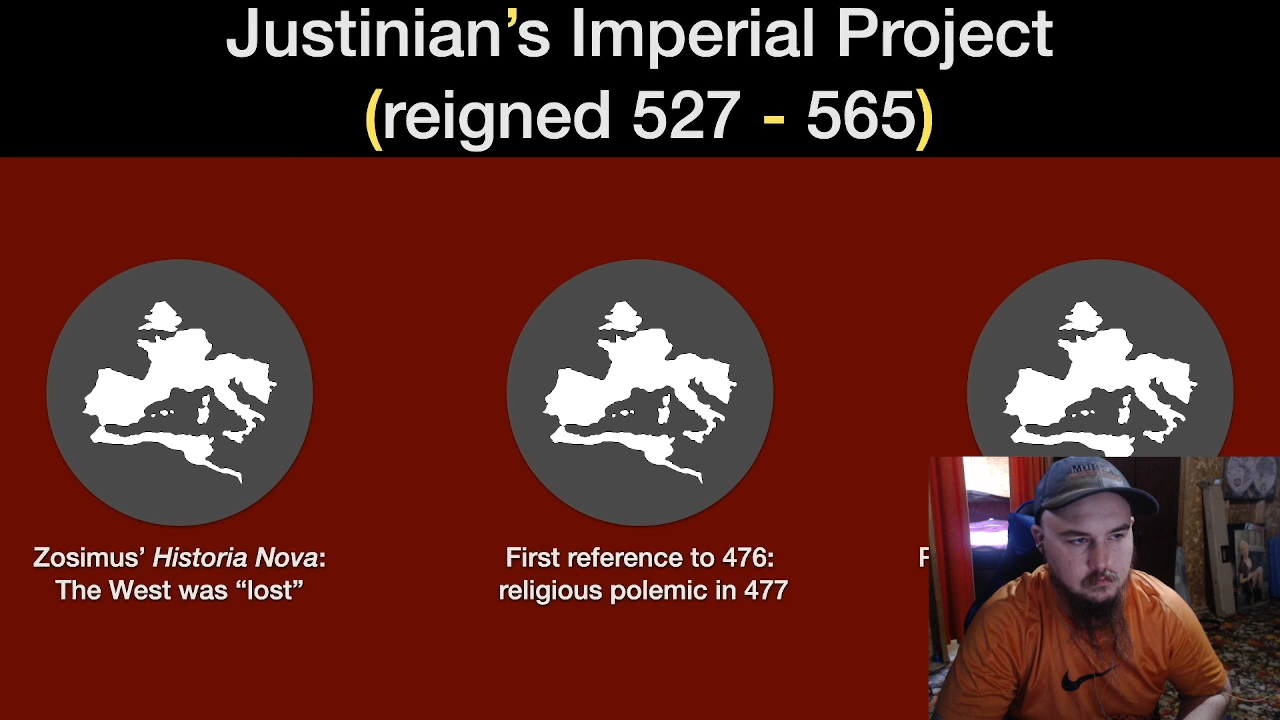 Justinian’s Imperial Project
(reigned 527 - 565)
Zosimus’ Historia Nova:
The West was “lost”
First reference to 476:
religious polemic in 477